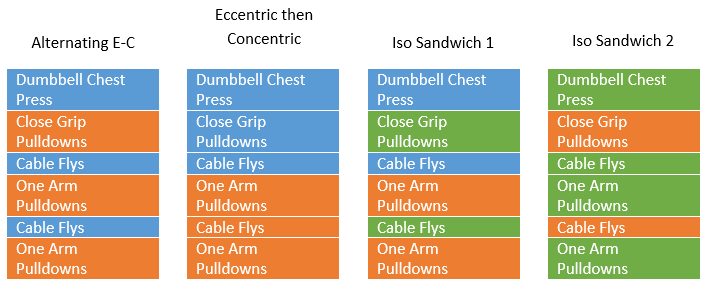 Alternating E-C
Eccentric then
Concentric
Iso Sandwich 1
Iso Sandwich 2
Dumbbell Chest
Press
Close Grip
Pulldowns
Cable Flys
One Arm
Pulldowns
Cable Flys
One Arm
Pulldowns
Dumbbell Chest
Press
Close Grip
Pulldowns
Cable Flys
One Arm
Pulldowns
Cable Flys
One Arm
Pulldowns
Dumbbell Chest
Press
Close Grip
Pulldowns
Cable Flys
One Arm
Pulldowns
Cable Flys
One Arm
Pulldowns
Dumbbell Chest
Press
Close Grip
Pulldowns
Cable Flys
One Arm
Pulldowns
Cable Flys
One Arm
Pulldowns